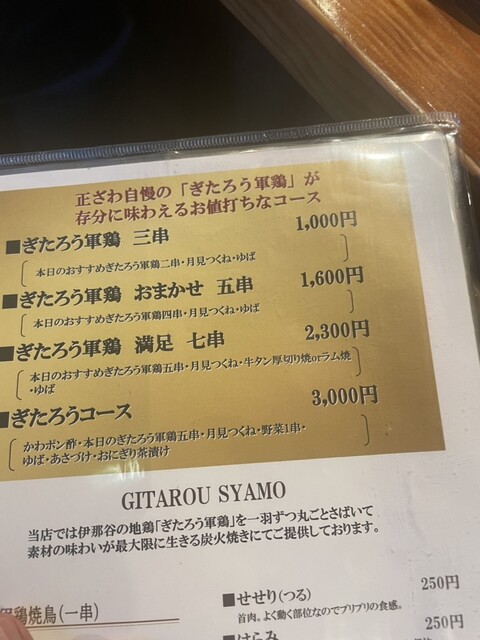 正ざわ自慢の「ぎたろう軍鶏」が
存分に味わえるお値打ちなコース
■ぎたろう軍鶏 三串 1,000円
本日のおすすめぎたろう軍鶏二串・月見つくね・ゆば
■ぎたろう軍鶏 おまかせ 五串 1,600円
本日のおすすめぎたろう軍鶏四串・月見つくね・ゆば
■ぎたろう軍鶏 満足 七串 2,300円
本日のおすすめぎたろう軍鶏五串・月見つくね・牛タン厚切り焼orラム焼
・ゆば
■ぎたろうコース 3,000円
かわポン酢・本日のぎたろう軍鶏五串・月見つくね・野菜1串・
ゆば・あさづけ・おにぎり茶漬け
GITAROU SYAMO
当店では伊那谷の地鶏「ぎたろう軍鶏」を一羽ずつ丸ごとさばいて
素材の味わいが最大限に生きる炭火焼きにてご提供しております。
鶏焼鳥(一串)
■せせり(つる) 250円
首肉。よく動く部位なのでプリプリの食感。
■はらみ 250円